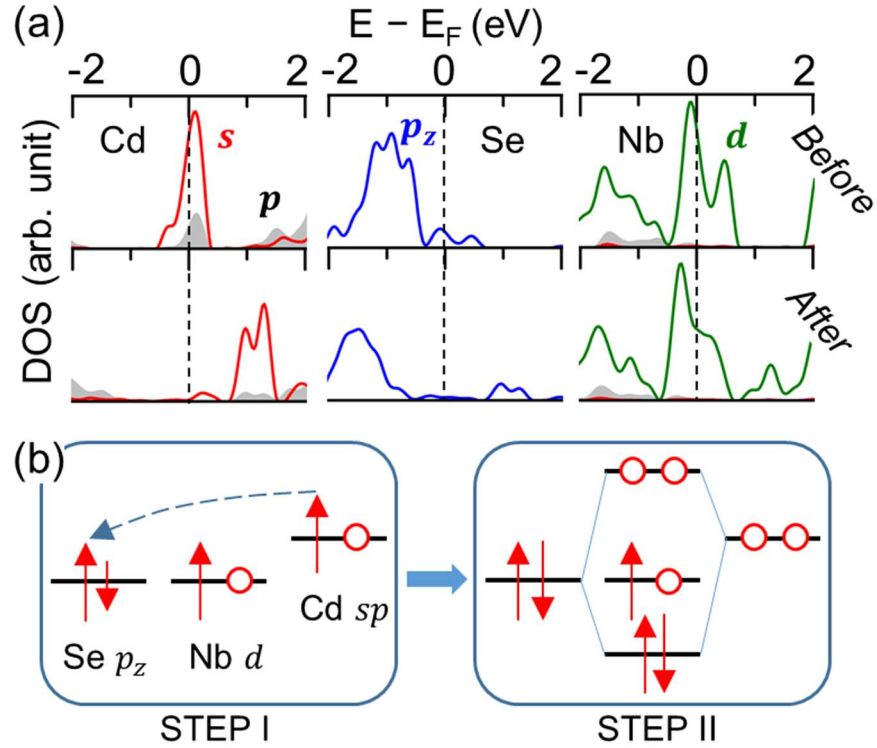 (a)
E − E_F (eV)
-2 0 2 -2 0 2 -2 0 2
DOS (arb. unit)
Cd s p
p_z Se
Nb d
Before
After
(b)
Se p_z
Nb d
Cd sp
STEP I
STEP II